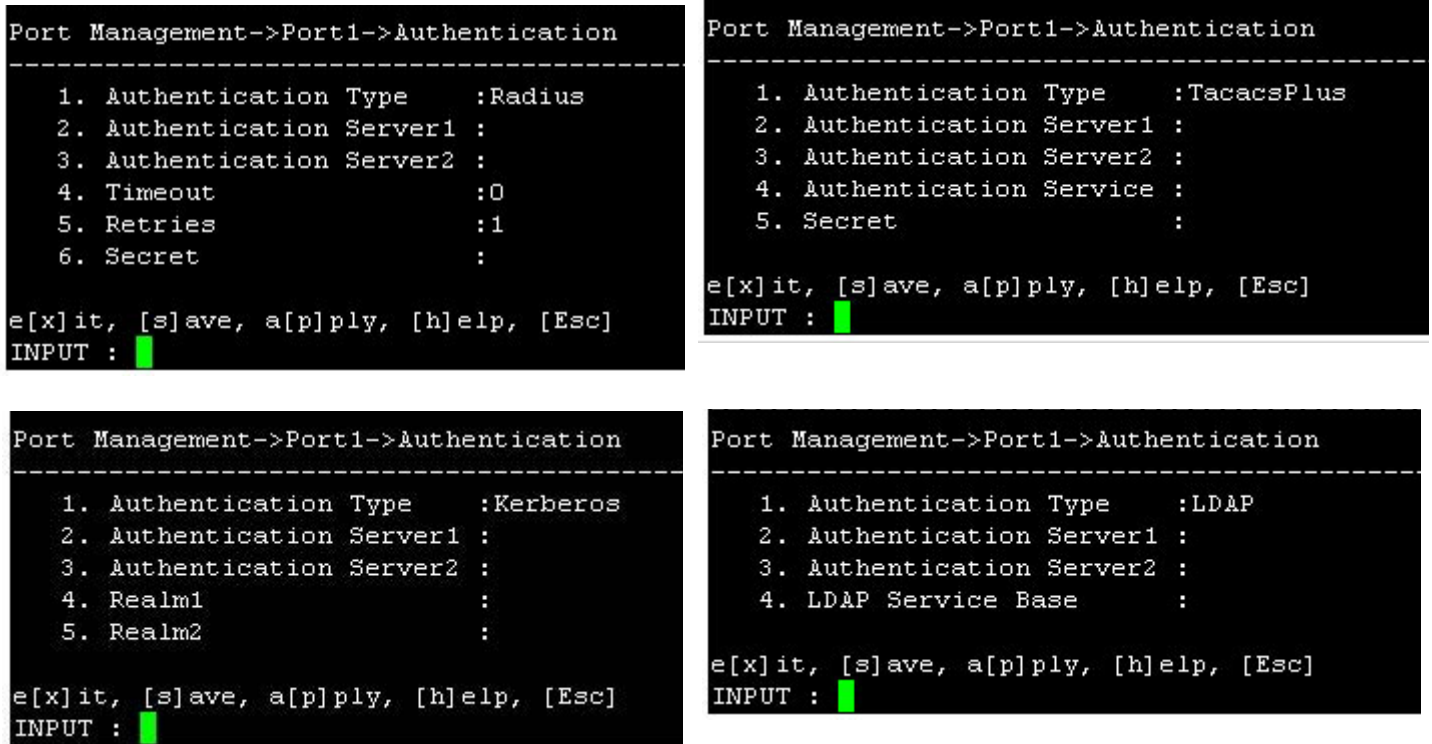 Port Management->Port1->Authentication
------------------------------------------
1. Authentication Type :Radius
2. Authentication Server1 :
3. Authentication Server2 :
4. Timeout :0
5. Retries :1
6. Secret :
e[x]it, [s]ave, a[p]ply, [h]elp, [Esc]
INPUT :
Port Management->Port1->Authentication
---------------------------------------------
1. Authentication Type :TacacsPlus
2. Authentication Server1 :
3. Authentication Server2 :
4. Authentication Service :
5. Secret :
e[x]it, [s]ave, a[p]ply, [h]elp, [Esc]
INPUT :
Port Management->Port1->Authentication
------------------------------------------
1. Authentication Type :Kerberos
2. Authentication Server1 :
3. Authentication Server2 :
4. Realm1 :
5. Realm2 :
e[x]it, [s]ave, a[p]ply, [h]elp, [Esc]
INPUT :
Port Management->Port1->Authentication
---------------------------------------------
1. Authentication Type :LDAP
2. Authentication Server1 :
3. Authentication Server2 :
4. LDAP Service Base :
e[x]it, [s]ave, a[p]ply, [h]elp, [Esc]
INPUT :